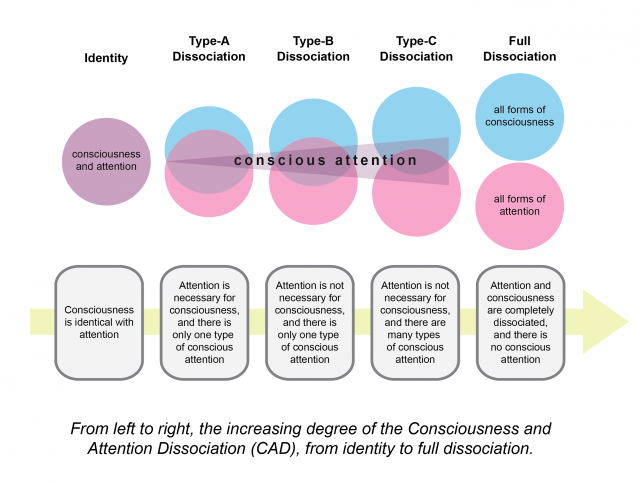 Identity
Type-A
Dissociation
Type-B
Dissociation
Type-C
Dissociation
Full
Dissociation
consciousness
and attention
conscious attention
all forms of
consciousness
all forms of
attention
Consciousness
is identical with
attention
Attention is
necessary for
consciousness,
and there is
only one type
of conscious
attention
Attention is not
necessary for
consciousness,
and there is
only one type
of conscious
attention
Attention is not
necessary for
consciousness,
and there are
many types
of conscious
attention
Attention and
consciousness
are completely
dissociated,
and there is
no conscious
attention
From left to right, the increasing degree of the Consciousness and
Attention Dissociation (CAD), from identity to full dissociation.